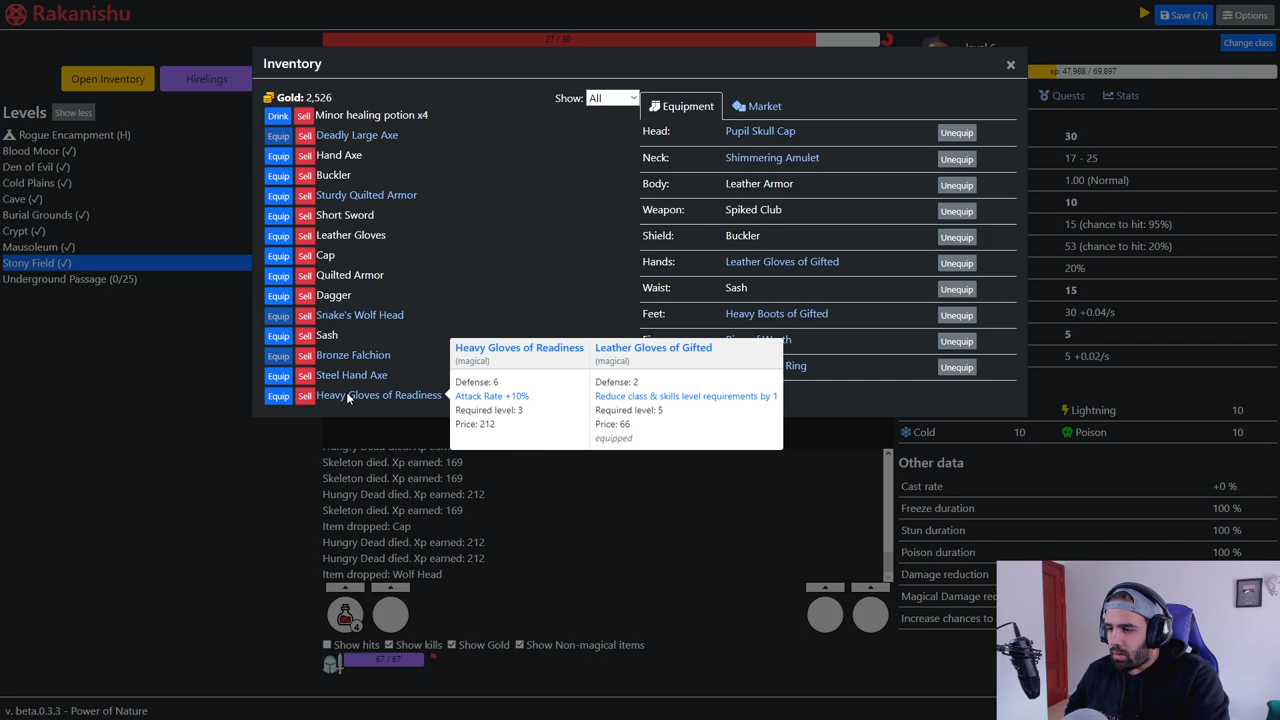 Rakanishu
Save (7s)
Options
27 / 30
level 6
Change class
Inventory
Open Inventory
Hirelings
xp: 47,988 / 69,897
Gold: 2,526
Show:
All
Equipment
Market
Quests
Stats
Levels
Show less
Drink Sell Minor healing potion x4
Rogue Encampment (H)
Equip Sell Deadly Large Axe
Head: Pupil Skull Cap Unequip
30
Blood Moor (✓)
Equip Sell Hand Axe
Neck: Shimmering Amulet Unequip
17 - 25
Den of Evil (✓)
Equip Sell Buckler
Cold Plains (✓)
Body: Leather Armor Unequip
1.00 (Normal)
Cave (✓)
Equip Sell Sturdy Quilted Armor
10
Burial Grounds (✓)
Equip Sell Short Sword
Weapon: Spiked Club Unequip
15 (chance to hit: 95%)
Crypt (✓)
Equip Sell Leather Gloves
Shield: Buckler Unequip
53 (chance to hit: 20%)
Mausoleum (✓)
Equip Sell Cap
Stony Field (✓)
Hands: Leather Gloves of Gifted Unequip
20%
Underground Passage (0/25)
Equip Sell Quilted Armor
Waist: Sash Unequip
15
Equip Sell Dagger
Equip Sell Snake's Wolf Head
Feet: Heavy Boots of Gifted Unequip
30 +0.04/s
Equip Sell Sash
Unequip
5
Equip Sell Bronze Falchion
5 +0.02/s
Equip Sell Steel Hand Axe
Ring Unequip
Equip Sell Heavy Gloves of Readiness
Heavy Gloves of Readiness
(magical)
Defense: 6
Attack Rate +10%
Required level: 3
Price: 212
Leather Gloves of Gifted
(magical)
Defense: 2
Reduce class & skills level requirements by 1
Required level: 5
Price: 66
equipped
Lightning 10
Cold 10
Poison 10
Skeleton died. Xp earned: 169
Skeleton died. Xp earned: 169
Hungry Dead died. Xp earned: 212
Skeleton died. Xp earned: 169
Item dropped: Cap
Hungry Dead died. Xp earned: 212
Hungry Dead died. Xp earned: 212
Item dropped: Wolf Head
Other data
Cast rate +0 %
Freeze duration 100 %
Stun duration 100 %
Poison duration 100 %
Damage reduction
Magical Damage rec
Increase chances to
4
Show hits
Show kills
Show Gold
Show Non-magical items
67 / 67
v. beta.0.3.3 - Power of Nature